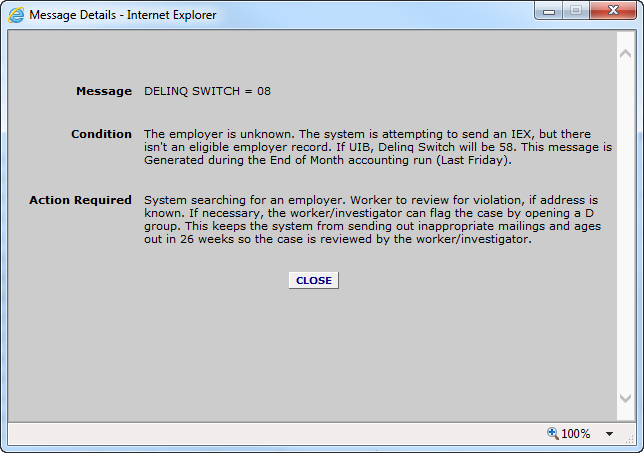 Message Details - Internet Explorer
Message DELINQ SWITCH = 08
Condition The employer is unknown. The system is attempting to send an IEX, but there
isn't an eligible employer record. If UIB, Delinq Switch will be 58. This message is
Generated during the End of Month accounting run (Last Friday).
Action Required System searching for an employer. Worker to review for violation, if address is
known. If necessary, the worker/investigator can flag the case by opening a D
group. This keeps the system from sending out inappropriate mailings and ages
out in 26 weeks so the case is reviewed by the worker/investigator.
CLOSE
100%